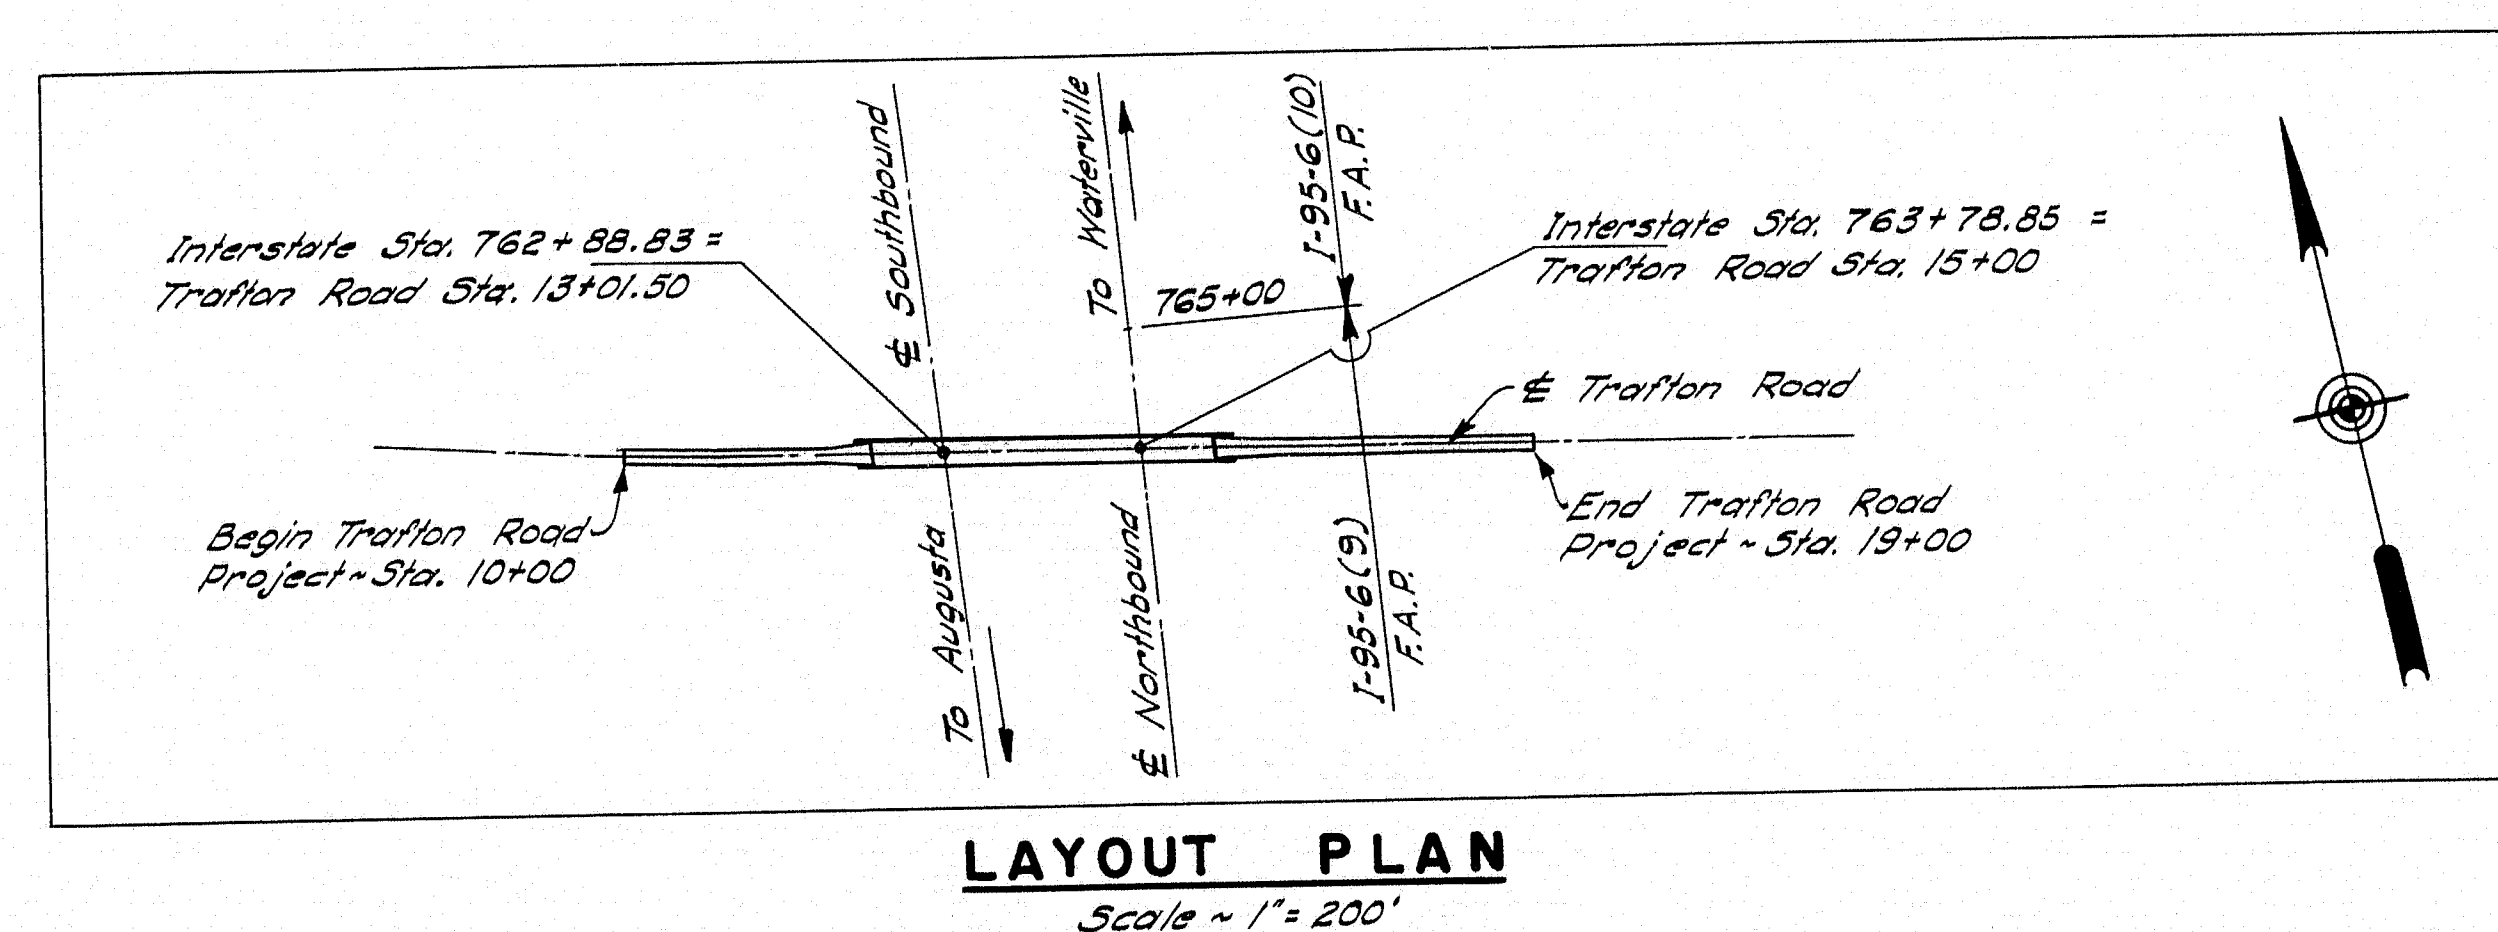 Interstate Sta. 762+88.83 =
Trafton Road Sta. 13+01.50
℄ Southbound
To Waterville
I-95-6(10)
F.A.P.
765+00
Interstate Sta. 763+78.85 =
Trafton Road Sta. 15+00
℄ Trafton Road
Begin Trafton Road
Project~Sta. 10+00
To Augusta
℄ Northbound
I-95-6(9)
F.A.P.
End Trafton Road
Project~Sta. 19+00
LAYOUT PLAN
Scale ~ 1"= 200'